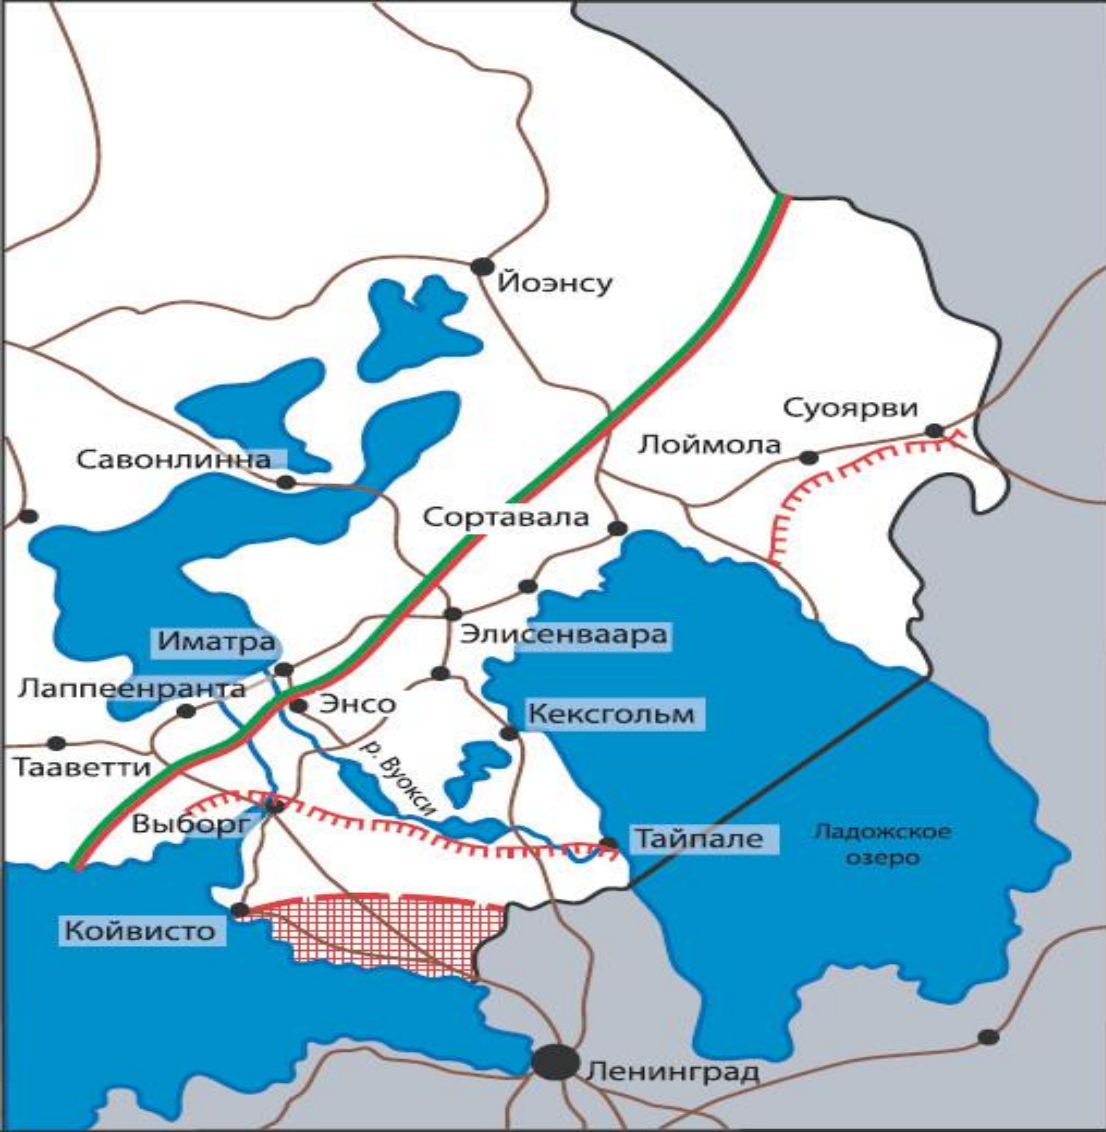 Йоэнсу
Суоярви
Лоймола
Савонлинна
Сортавала
Элисенваара
Иматра
Лаппеенранта
Энсо
Кексгольм
р. Вуокси
Тааветти
Выборг
Тайпале
Ладожское
озеро
Койвисто
Ленинград